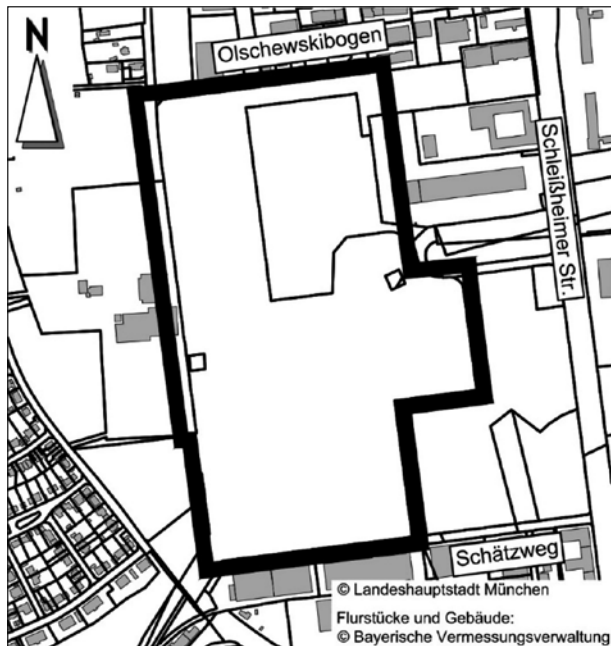 N
Olschewskibogen
Schleißheimer Str.
Schätzweg
© Landeshauptstadt München
Flurstücke und Gebäude:
© Bayerische Vermessungsverwaltung